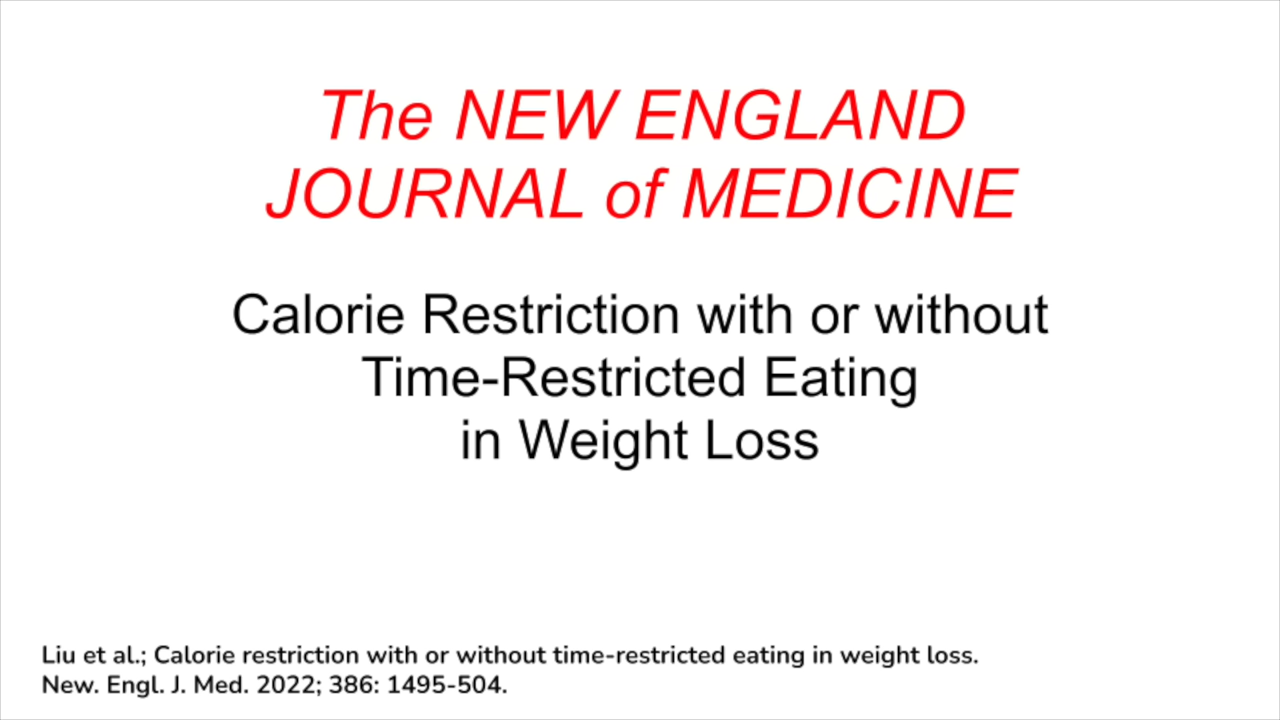 The NEW ENGLAND
JOURNAL of MEDICINE
Calorie Restriction with or without
Time-Restricted Eating
in Weight Loss
Liu et al.; Calorie restriction with or without time-restricted eating in weight loss.
New. Engl. J. Med. 2022; 386: 1495-504.